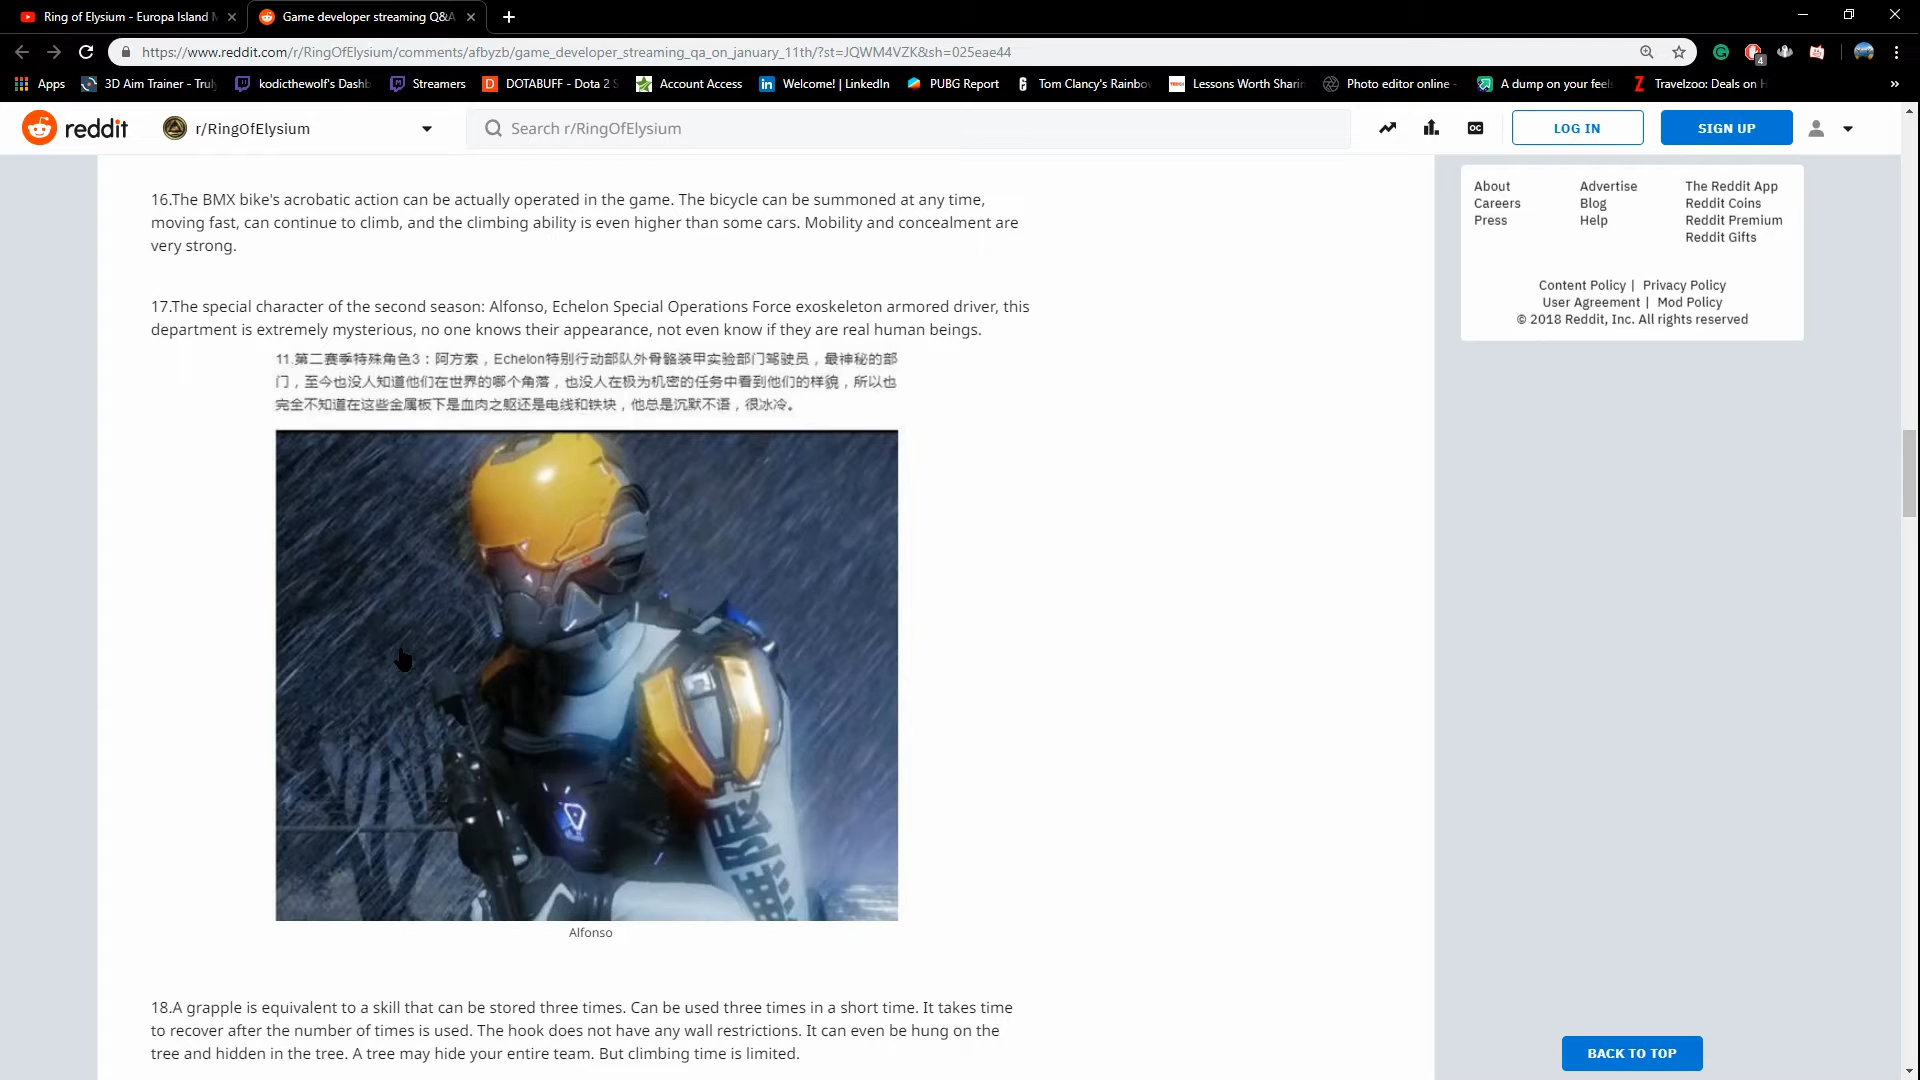 Ring of Elysium - Europa Island
Game developer streaming Q&A
https://www.reddit.com/r/RingOfElysium/comments/afbyzb/game_developer_streaming_qa_on_january_11th/?st=JQWM4VZK&sh=025eae44
4
Apps
3D Aim Trainer - Trul
kodicthewolf's Dashb
Streamers
DOTABUFF - Dota 2 S
Account Access
Welcome! | LinkedIn
PUBG Report
Tom Clancy's Rainbo
Lessons Worth Sharin
Photo editor online -
A dump on your feel
Travelzoo: Deals on H
reddit
r/RingOfElysium
Search r/RingOfElysium
OC
LOG IN
SIGN UP
16.The BMX bike's acrobatic action can be actually operated in the game. The bicycle can be summoned at any time,
moving fast, can continue to climb, and the climbing ability is even higher than some cars. Mobility and concealment are
very strong.
17.The special character of the second season: Alfonso, Echelon Special Operations Force exoskeleton armored driver, this
department is extremely mysterious, no one knows their appearance, not even know if they are real human beings.
11.第二赛季特殊角色3：阿方索，Echelon特别行动部队外骨骼装甲实验部门驾驶员，最神秘的部
门，至今也没人知道他们在世界的哪个角落，也没人在极为机密的任务中看到他们的样貌，所以也
完全不知道在这些金属板下是血肉之躯还是电线和铁块，他总是沉默不语，很冰冷。
Alfonso
18.A grapple is equivalent to a skill that can be stored three times. Can be used three times in a short time. It takes time
to recover after the number of times is used. The hook does not have any wall restrictions. It can even be hung on the
tree and hidden in the tree. A tree may hide your entire team. But climbing time is limited.
About
Careers
Press
Advertise
Blog
Help
The Reddit App
Reddit Coins
Reddit Premium
Reddit Gifts
Content Policy | Privacy Policy
User Agreement | Mod Policy
© 2018 Reddit, Inc. All rights reserved
BACK TO TOP